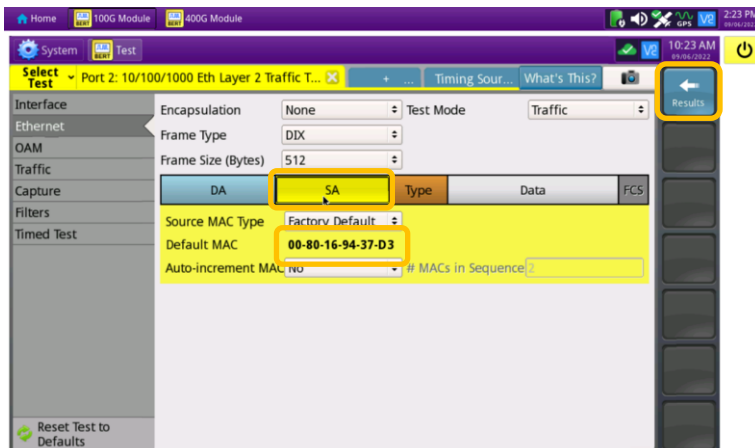 Home 100G Module 400G Module GPS V2 2:23 PM
System Test V2 10:23 AM
09/06/2022
Select Test Port 2: 10/100/1000 Eth Layer 2 Traffic T... + ... Timing Sour... What's This?
Results
Interface
Ethernet
OAM
Traffic
Capture
Filters
Timed Test
Encapsulation None Test Mode Traffic
Frame Type DIX
Frame Size (Bytes) 512
DA SA Type Data FCS
Source MAC Type Factory Default
Default MAC 00-80-16-94-37-D3
Auto-increment MAC No # MACs in Sequence 2
Reset Test to
Defaults